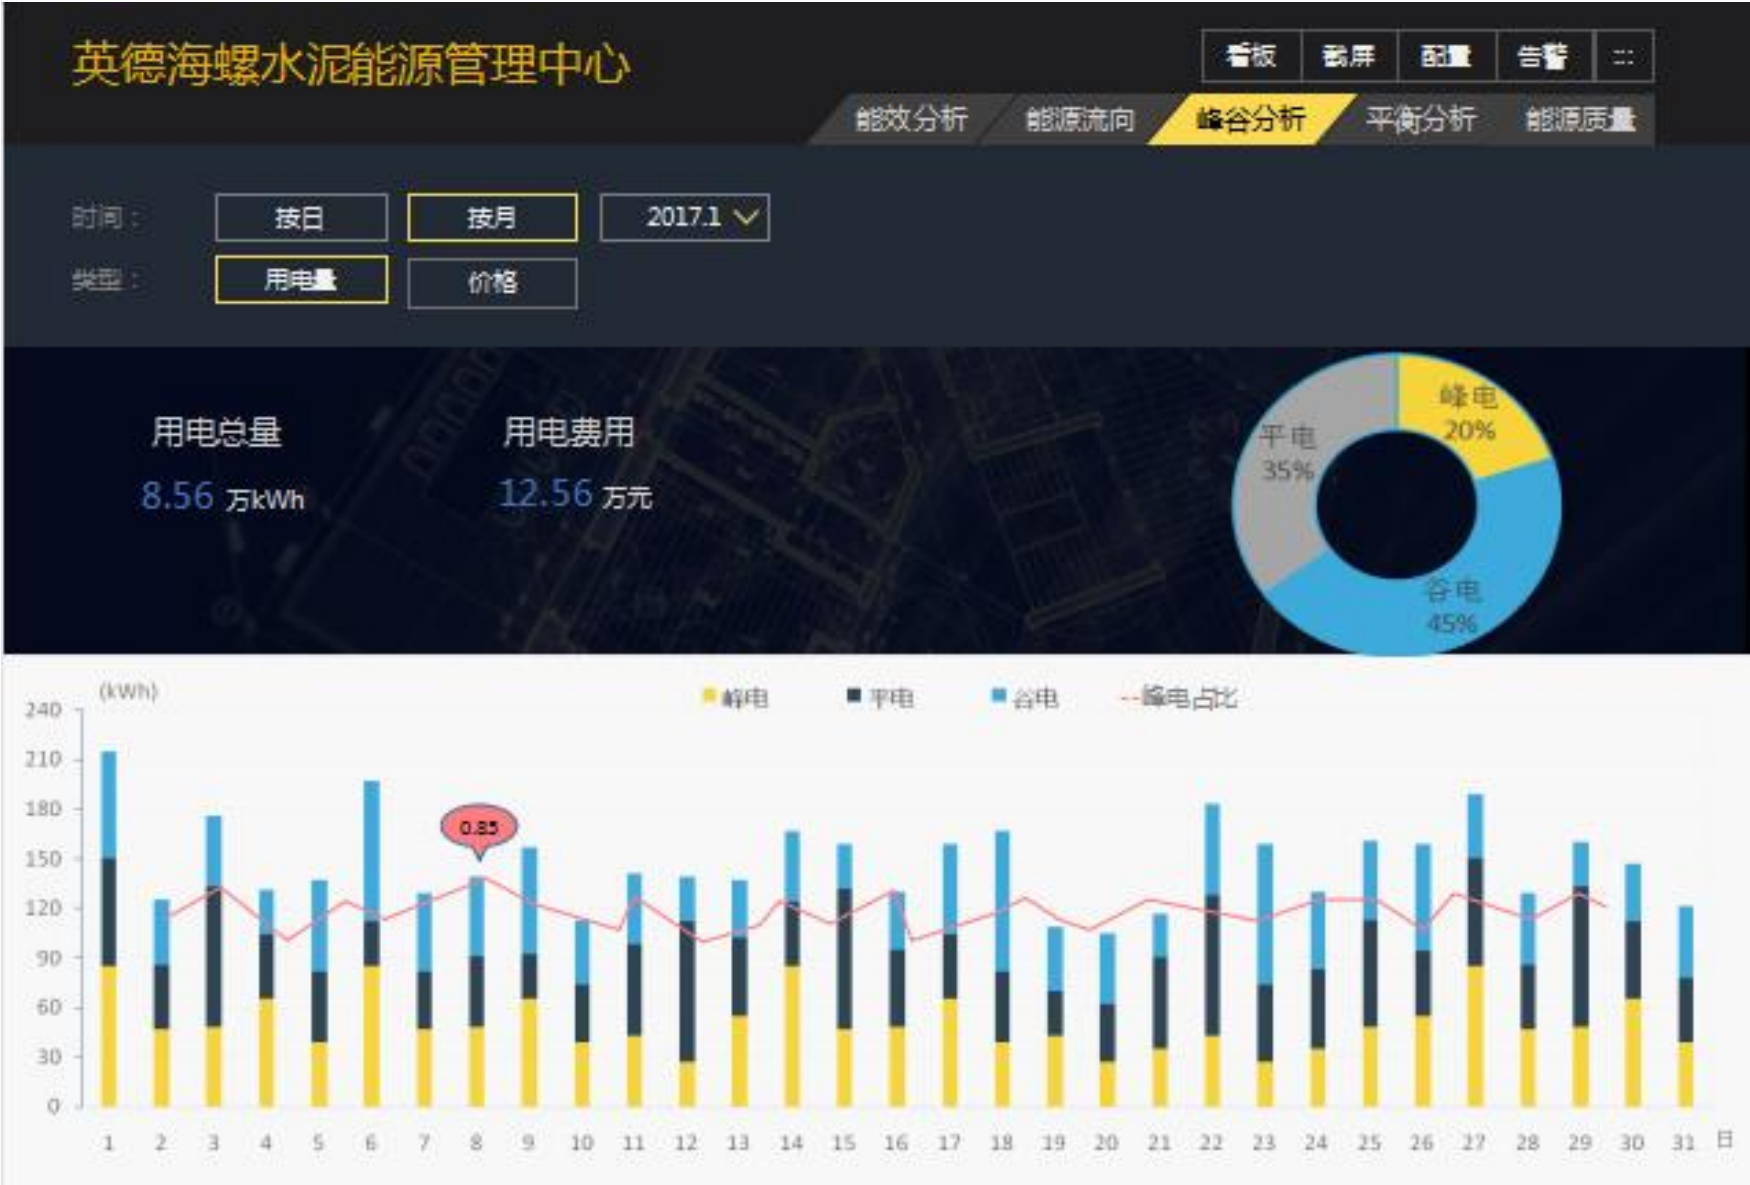 英德海螺水泥能源管理中心
看板 截屏 配置 告警 :::
能效分析 能源流向 峰谷分析 平衡分析 能源质量
时间： 按日 按月 2017.1
类型： 用电量 价格
用电总量 用电费用
8.56 万kWh 12.56 万元
峰电
20%
平电
35%
谷电
45%
(kWh) 峰电 平电 谷电 峰电占比
240
210
180
150
120
90
60
30
0
0.85
1 2 3 4 5 6 7 8 9 10 11 12 13 14 15 16 17 18 19 20 21 22 23 24 25 26 27 28 29 30 31 日